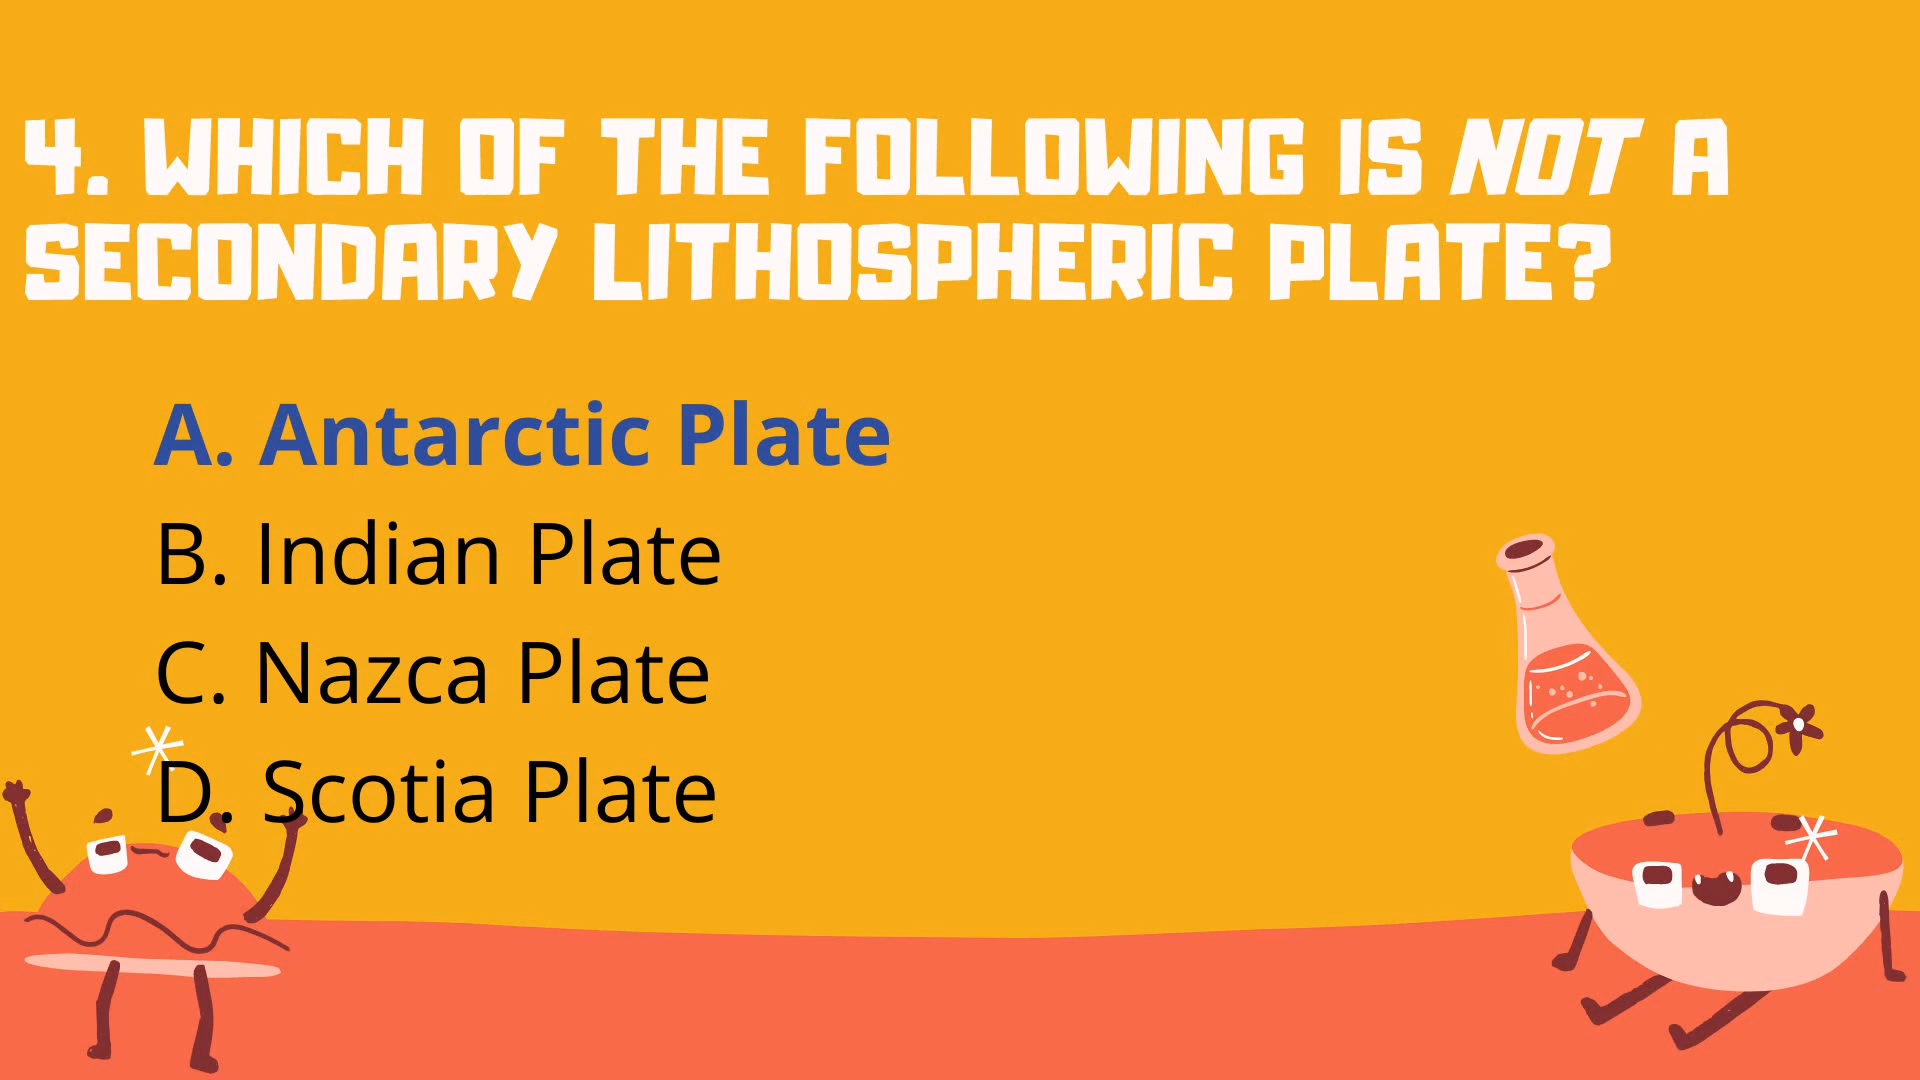 4. WHICH OF THE FOLLOWING IS NOT A
SECONDARY LITHOSPHERIC PLATE?
A. Antarctic Plate
B. Indian Plate
C. Nazca Plate
D. Scotia Plate